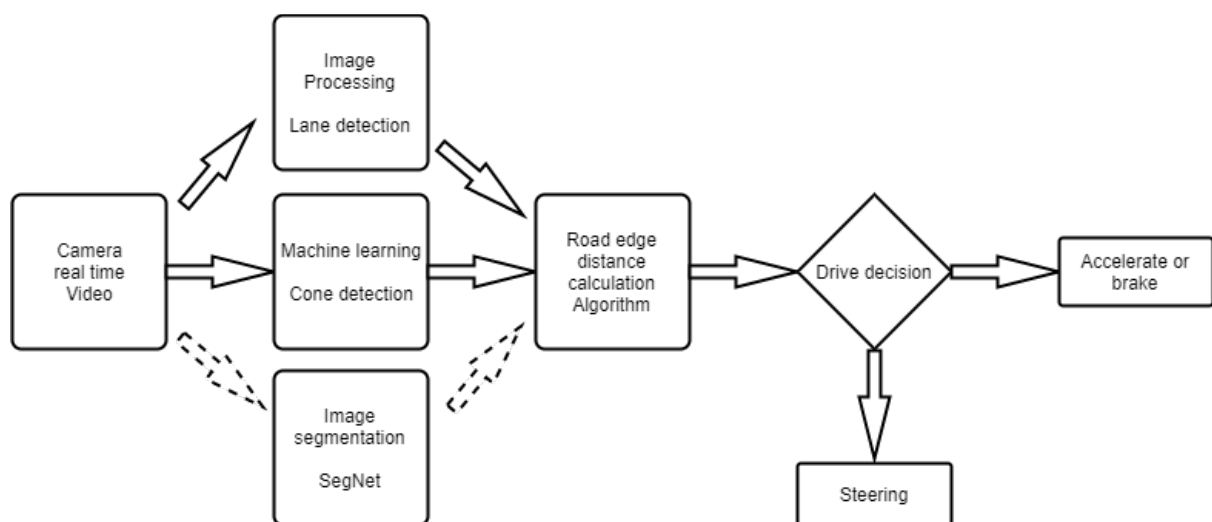 Image
Processing
Lane detection
Camera
real time
Video
Machine learning
Cone detection
Road edge
distance
calculation
Algorithm
Drive decision
Accelerate or
brake
Image
segmentation
SegNet
Steering